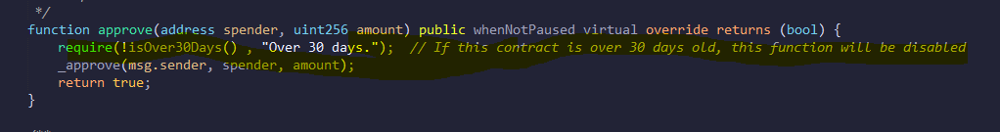 */
function approve(address spender, uint256 amount) public whenNotPaused virtual override returns (bool) {
require(!isOver30Days() , "Over 30 days.");  // If this contract is over 30 days old, this function will be disabled
_approve(msg.sender, spender, amount);
return true;
}